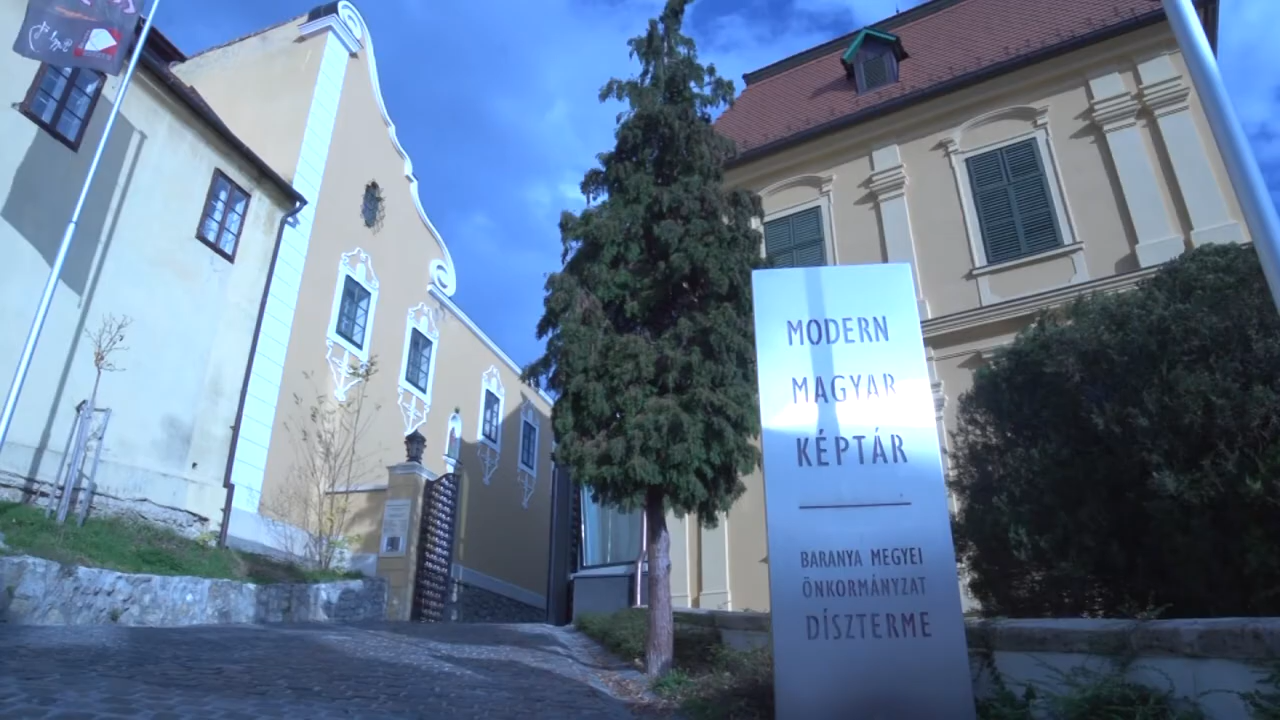 MODERN
MAGYAR
KÉPTÁR
BARANYA MEGYEI
ÖNKORMÁNYZAT
DÍSZTERME